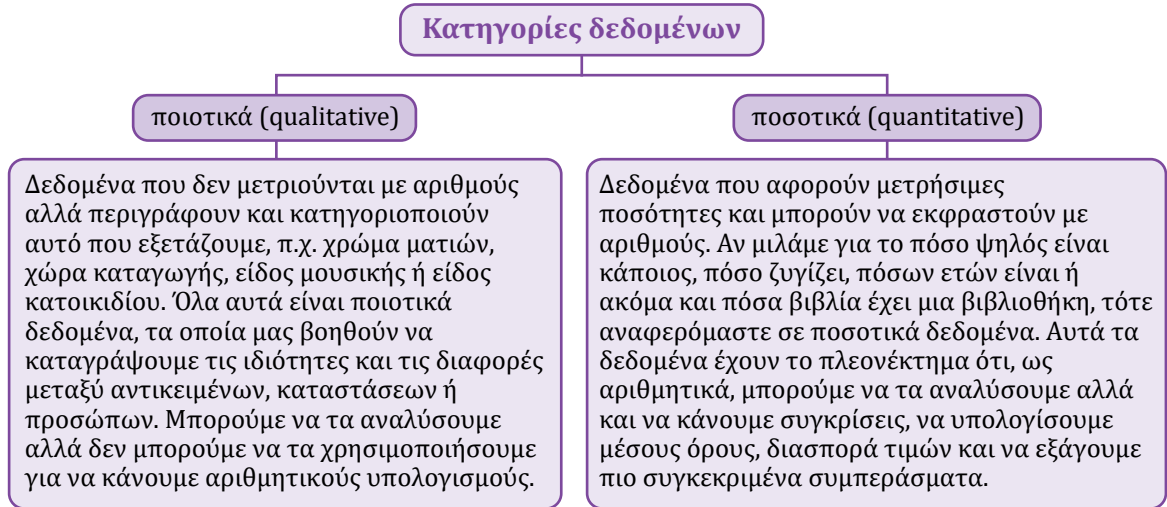 Κατηγορίες δεδομένων
ποιοτικά (qualitative)
Δεδομένα που δεν μετριούνται με αριθμούς
αλλά περιγράφουν και κατηγοριοποιούν
αυτό που εξετάζουμε, π.χ. χρώμα ματιών,
χώρα καταγωγής, είδος μουσικής ή είδος
κατοικιδίου. Όλα αυτά είναι ποιοτικά
δεδομένα, τα οποία μας βοηθούν να
καταγράψουμε τις ιδιότητες και τις διαφορές
μεταξύ αντικειμένων, καταστάσεων ή
προσώπων. Μπορούμε να τα αναλύσουμε
αλλά δεν μπορούμε να τα χρησιμοποιήσουμε
για να κάνουμε αριθμητικούς υπολογισμούς.
ποσοτικά (quantitative)
Δεδομένα που αφορούν μετρήσιμες
ποσότητες και μπορούν να εκφραστούν με
αριθμούς. Αν μιλάμε για το πόσο ψηλός είναι
κάποιος, πόσο ζυγίζει, πόσων ετών είναι ή
ακόμα και πόσα βιβλία έχει μια βιβλιοθήκη, τότε
αναφερόμαστε σε ποσοτικά δεδομένα. Αυτά τα
δεδομένα έχουν το πλεονέκτημα ότι, ως
αριθμητικά, μπορούμε να τα αναλύσουμε αλλά
και να κάνουμε συγκρίσεις, να υπολογίσουμε
μέσους όρους, διασπορά τιμών και να εξάγουμε
πιο συγκεκριμένα συμπεράσματα.